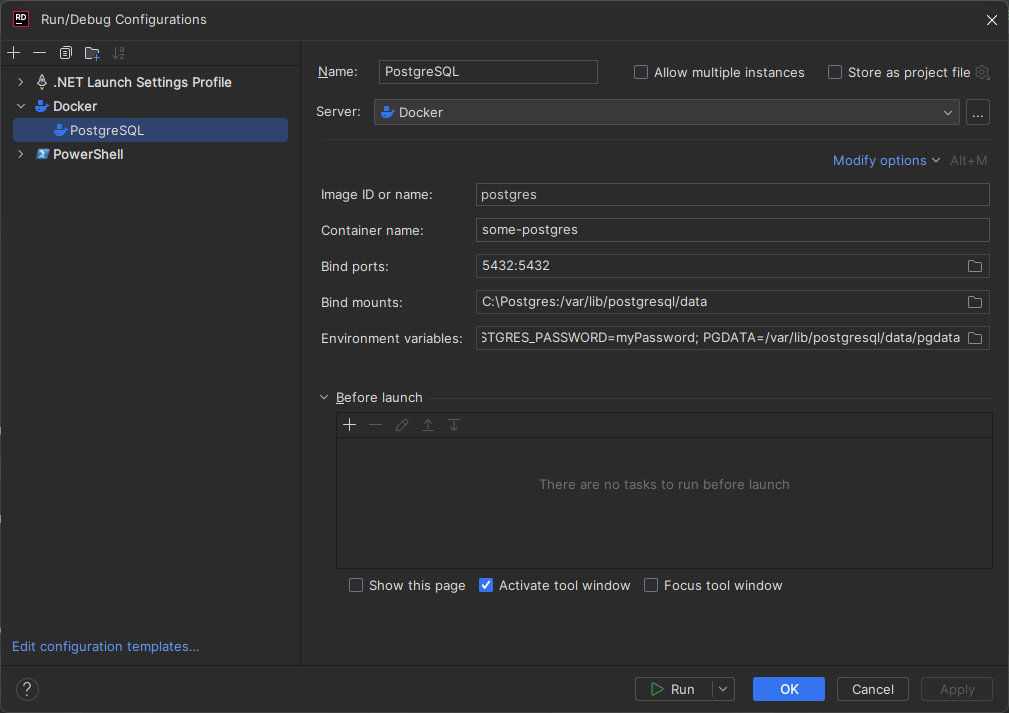 RD Run/Debug Configurations
.NET Launch Settings Profile
Docker
PostgreSQL
PowerShell
Edit configuration templates...
Name: PostgreSQL Allow multiple instances Store as project file
Server: Docker ...
Modify options Alt+M
Image ID or name: postgres
Container name: some-postgres
Bind ports: 5432:5432
Bind mounts: C:\Postgres:/var/lib/postgresql/data
Environment variables: STGRES_PASSWORD=myPassword; PGDATA=/var/lib/postgresql/data/pgdata
Before launch
There are no tasks to run before launch
Show this page Activate tool window Focus tool window
? Run OK Cancel Apply